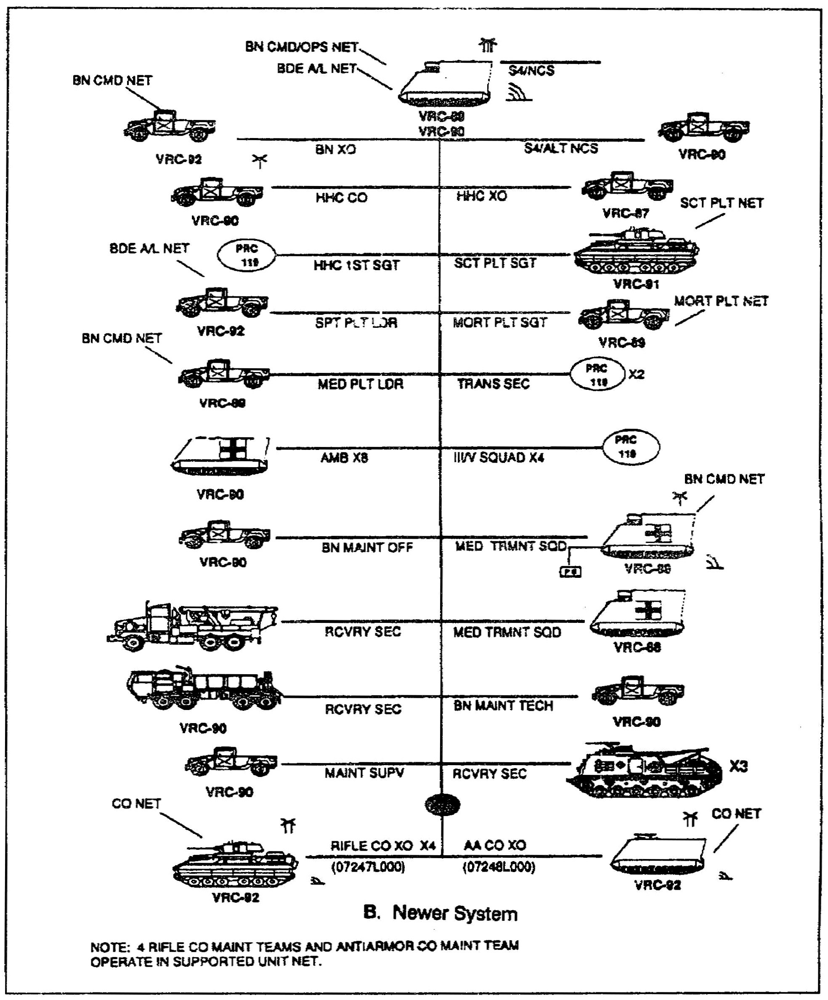 BN CMD/OPS NET
BDE A/L NET
S4/NCS
BN CMD NET
VRC-89
VRC-90
BN XO
S4/ALT NCS
VRC-92
VRC-90
HHC CO
HHC XO
VRC-90
VRC-87
SCT PLT NET
BDE A/L NET
PRC
119
HHC 1ST SGT
SCT PLT SGT
VRC-91
MORT PLT NET
SPT PLT LDR
MORT PLT SGT
VRC-92
VRC-89
BN CMD NET
MED PLT LDR
TRANS SEC
PRC
119
X2
VRC-89
AMB X8
III/V SQUAD X4
PRC
119
VRC-90
BN CMD NET
BN MAINT OFF
MED TRMNT SQD
VRC-90
RCVRY SEC
MED TRMNT SQD
VRC-88
RCVRY SEC
BN MAINT TECH
VRC-90
VRC-90
MAINT SUPV
RCVRY SEC
X3
VRC-90
CO NET
CO NET
RIFLE CO XO X4
AA CO XO
(07247L000)
(07248L000)
VRC-92
VRC-92
B. Newer System
NOTE: 4 RIFLE CO MAINT TEAMS AND ANTIARMOR CO MAINT TEAM
OPERATE IN SUPPORTED UNIT NET.